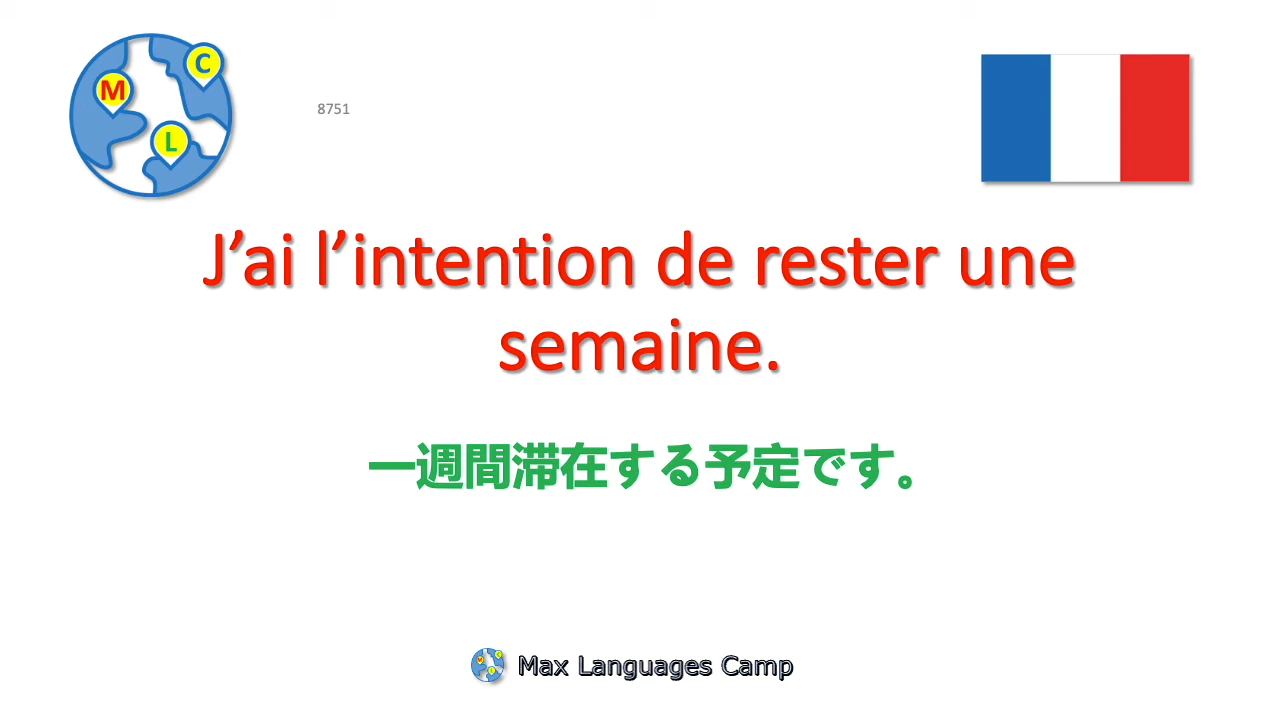 C
M
L
8751
J’ai l’intention de rester une
semaine.
一週間滞在する予定です。
Max Languages Camp